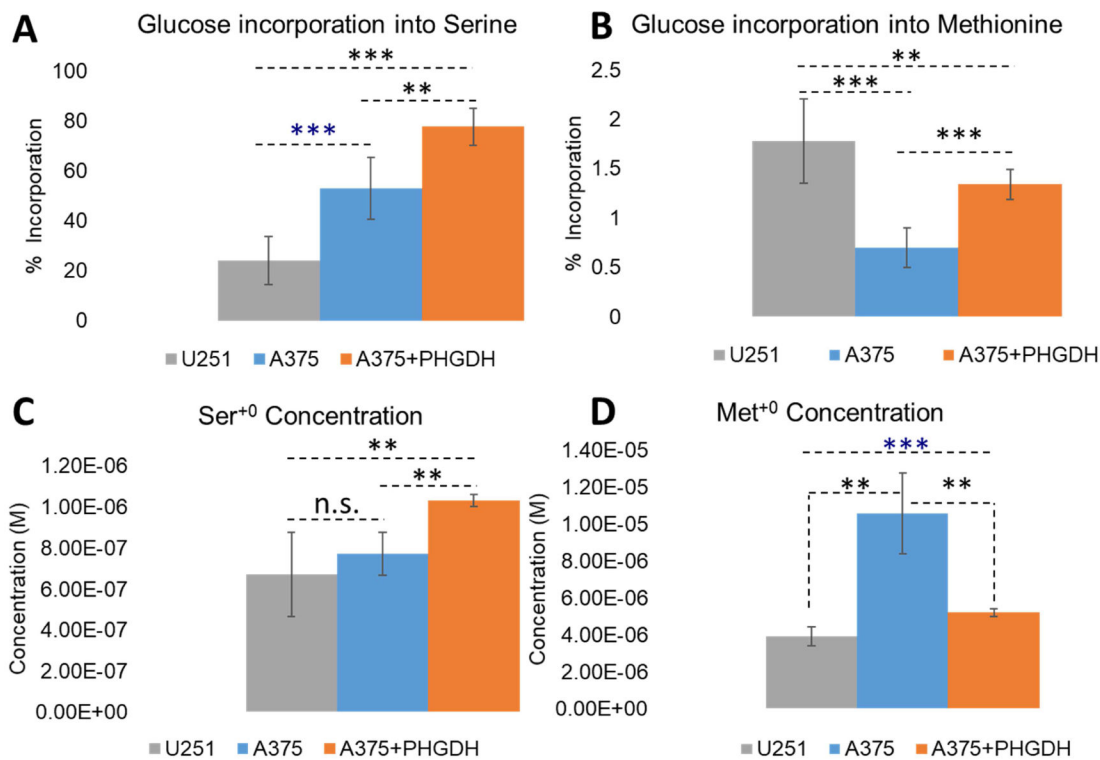 A
Glucose incorporation into Serine
% Incorporation
100
80
60
40
20
0
***
**
***
U251 A375 A375+PHGDH
B
Glucose incorporation into Methionine
% Incorporation
2.5
2
1.5
1
0.5
0
**
***
***
U251 A375 A375+PHGDH
C
Ser+0 Concentration
Concentration (M)
1.20E-06
1.00E-06
8.00E-07
6.00E-07
4.00E-07
2.00E-07
0.00E+00
**
**
n.s.
U251 A375 A375+PHGDH
D
Met+0 Concentration
Concentration (M)
1.40E-05
1.20E-05
1.00E-05
8.00E-06
6.00E-06
4.00E-06
2.00E-06
0.00E+00
***
** **
U251 A375 A375+PHGDH